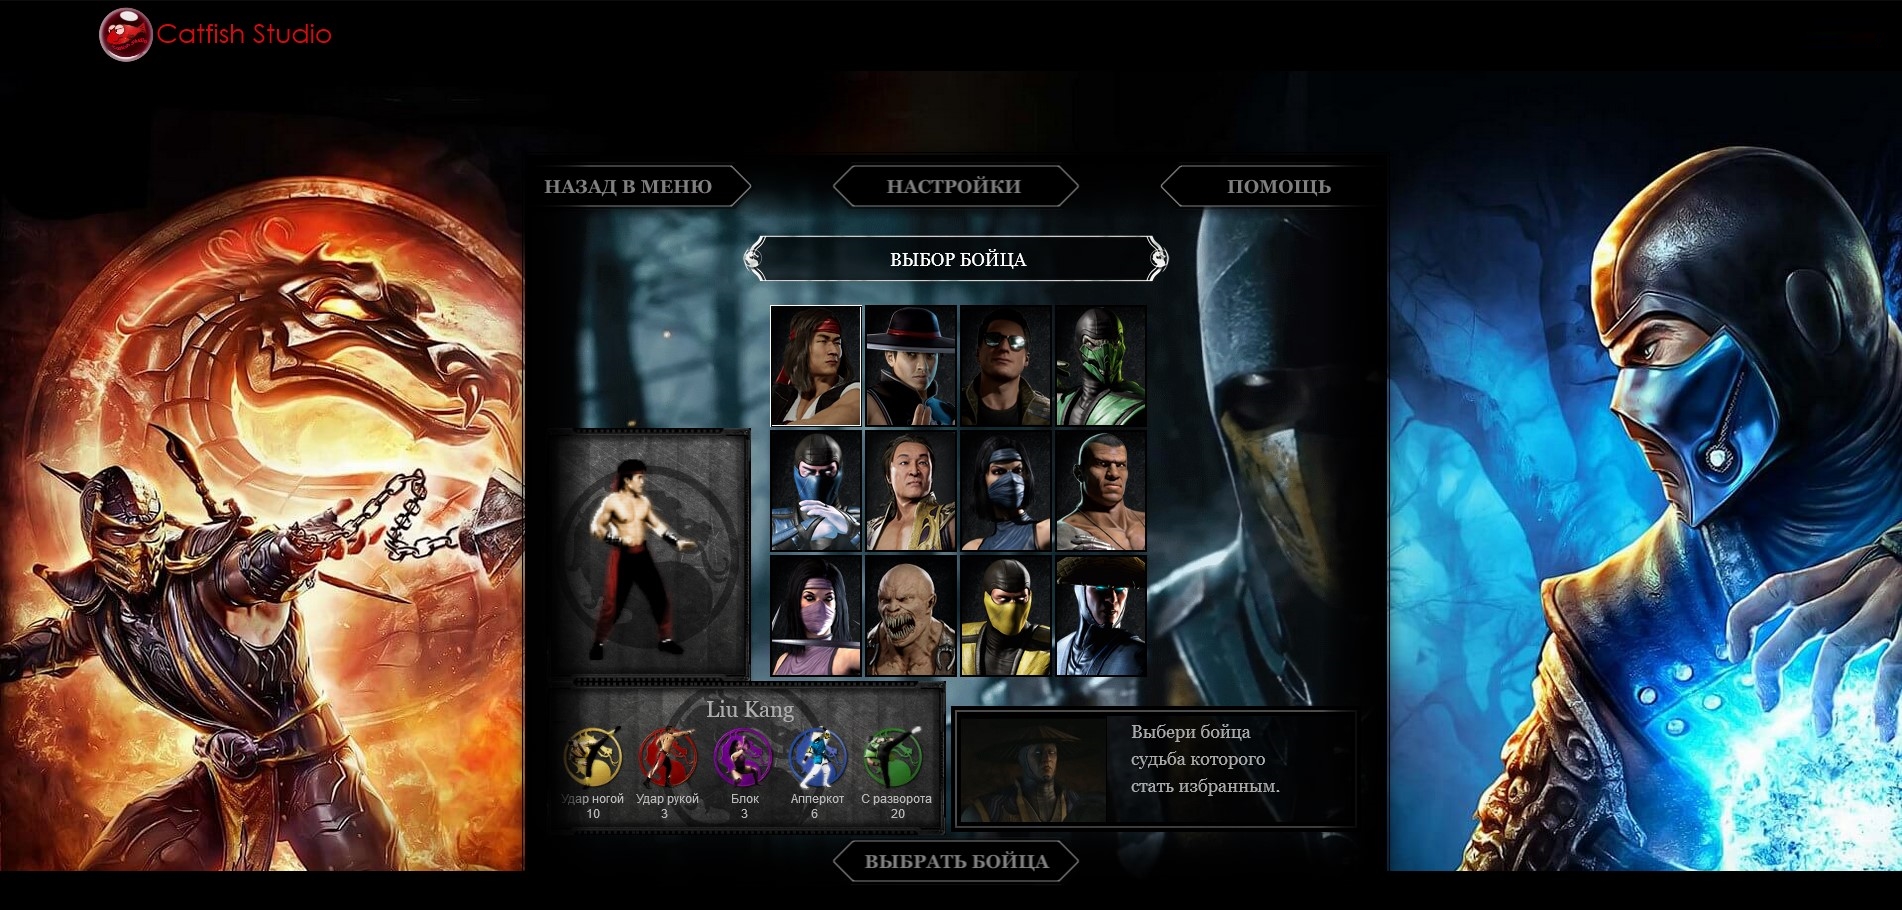 Catfish Studio
НАЗАД В МЕНЮ
НАСТРОЙКИ
ПОМОЩЬ
ВЫБОР БОЙЦА
Liu Kang
Удар ногой
10
Удар рукой
3
Блок
3
Апперкот
6
С разворота
20
Выбери бойца
судьба которого
стать избранным.
ВЫБРАТЬ БОЙЦА